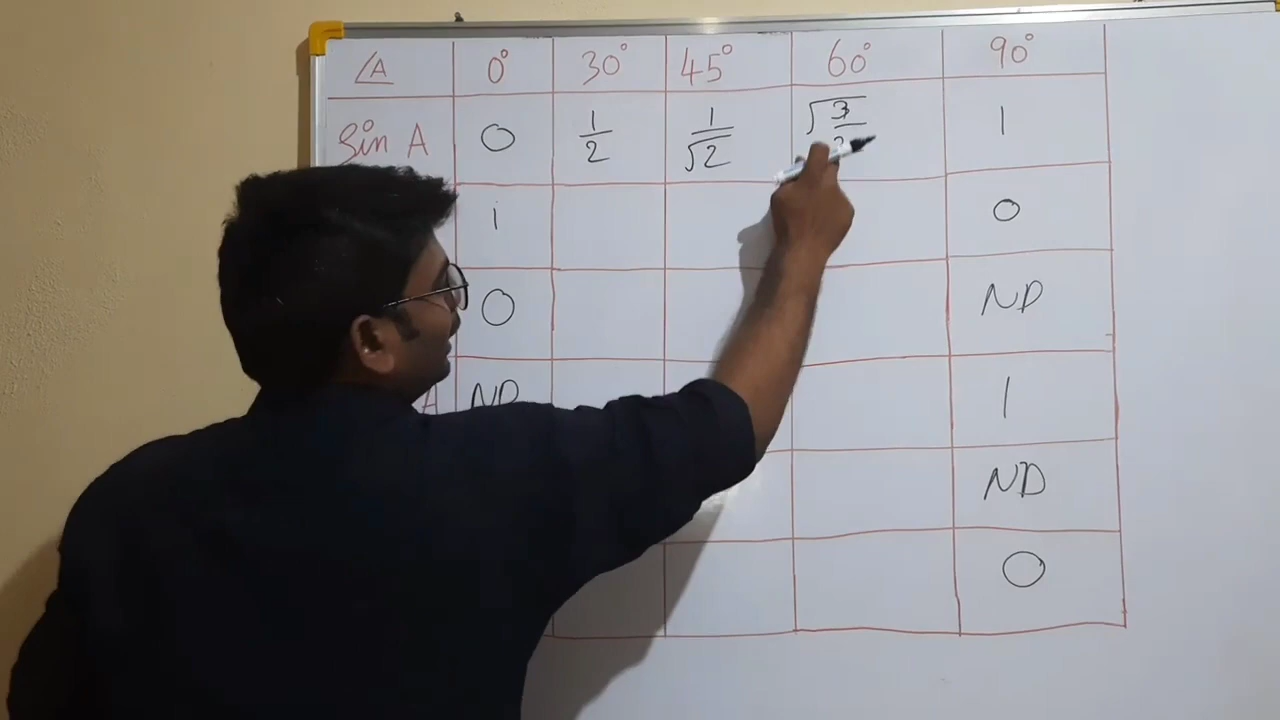 ∠A 0° 30° 45° 60° 90°
Sin A 0 1/2 1/√2 √3/2 1
1 0
0 ND
A ND 1
ND
0